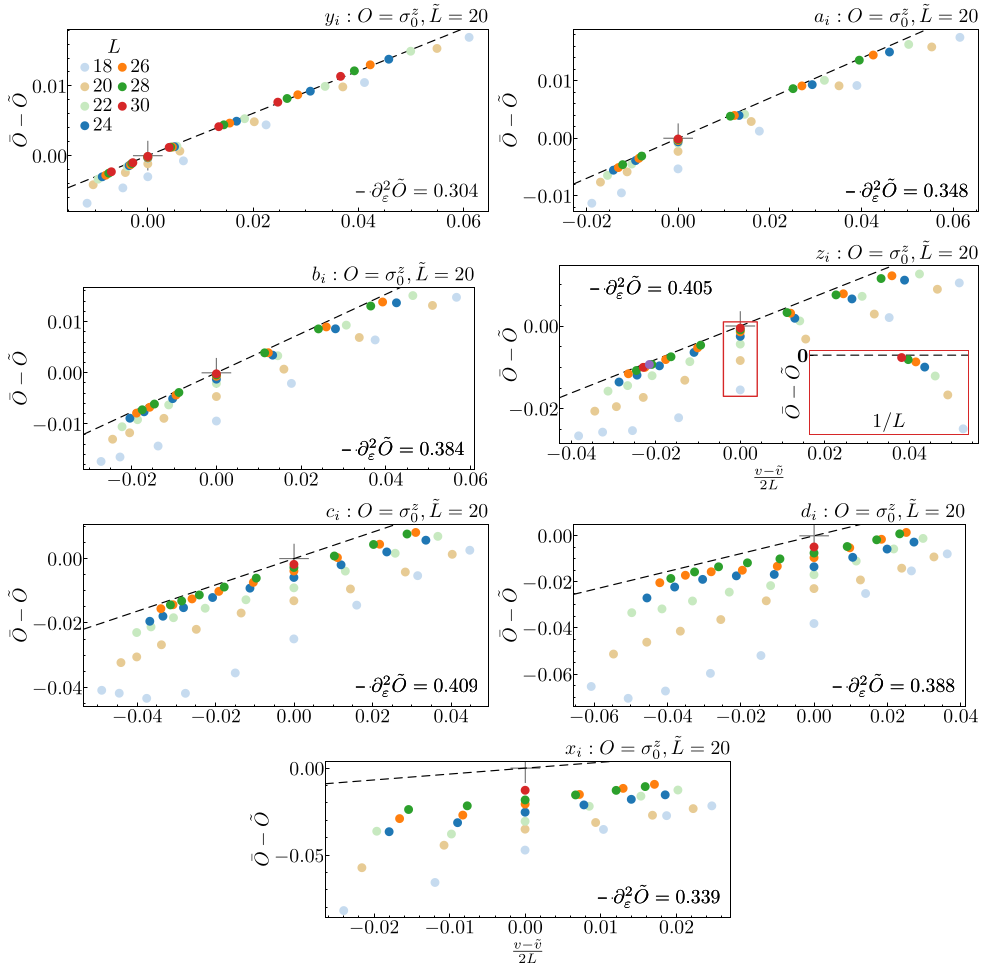 y_i : O = σ_0^z, L̃ = 20
a_i : O = σ_0^z, L̃ = 20
L
18 26
20 28
22 30
24
Ō − Õ
0.01
0.00
− ∂_ε^2 Õ = 0.304
0.00 0.02 0.04 0.06
Ō − Õ
0.01
0.00
−0.01
− ∂_ε^2 Õ = 0.348
−0.02 0.00 0.02 0.04 0.06
b_i : O = σ_0^z, L̃ = 20
z_i : O = σ_0^z, L̃ = 20
Ō − Õ
0.01
0.00
−0.01
− ∂_ε^2 Õ = 0.384
−0.02 0.00 0.02 0.04 0.06
Ō − Õ
0.00
−0.02
− ∂_ε^2 Õ = 0.405
0
Ō − Õ
1/L
−0.04 −0.02 0.00 0.02 0.04
v−ṽ
2L
c_i : O = σ_0^z, L̃ = 20
d_i : O = σ_0^z, L̃ = 20
Ō − Õ
0.00
−0.02
−0.04
− ∂_ε^2 Õ = 0.409
−0.04 −0.02 0.00 0.02 0.04
Ō − Õ
0.00
−0.02
−0.04
−0.06
− ∂_ε^2 Õ = 0.388
−0.06 −0.04 −0.02 0.00 0.02 0.04
x_i : O = σ_0^z, L̃ = 20
Ō − Õ
0.00
−0.05
− ∂_ε^2 Õ = 0.339
−0.02 −0.01 0.00 0.01 0.02
v−ṽ
2L